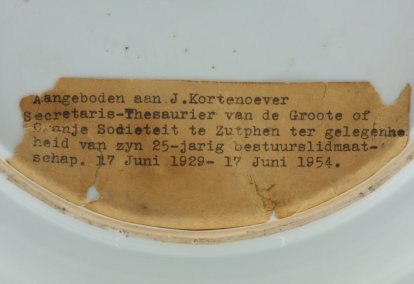 Aangeboden aan J.Kortenoever
Secretaris-Thesaurier van de Groote of
Oranje Societeit te Zutphen ter gelegenhe
heid van zyn 25-jarig bestuurslidmaat-
schap. 17 Juni 1929- 17 Juni 1954.